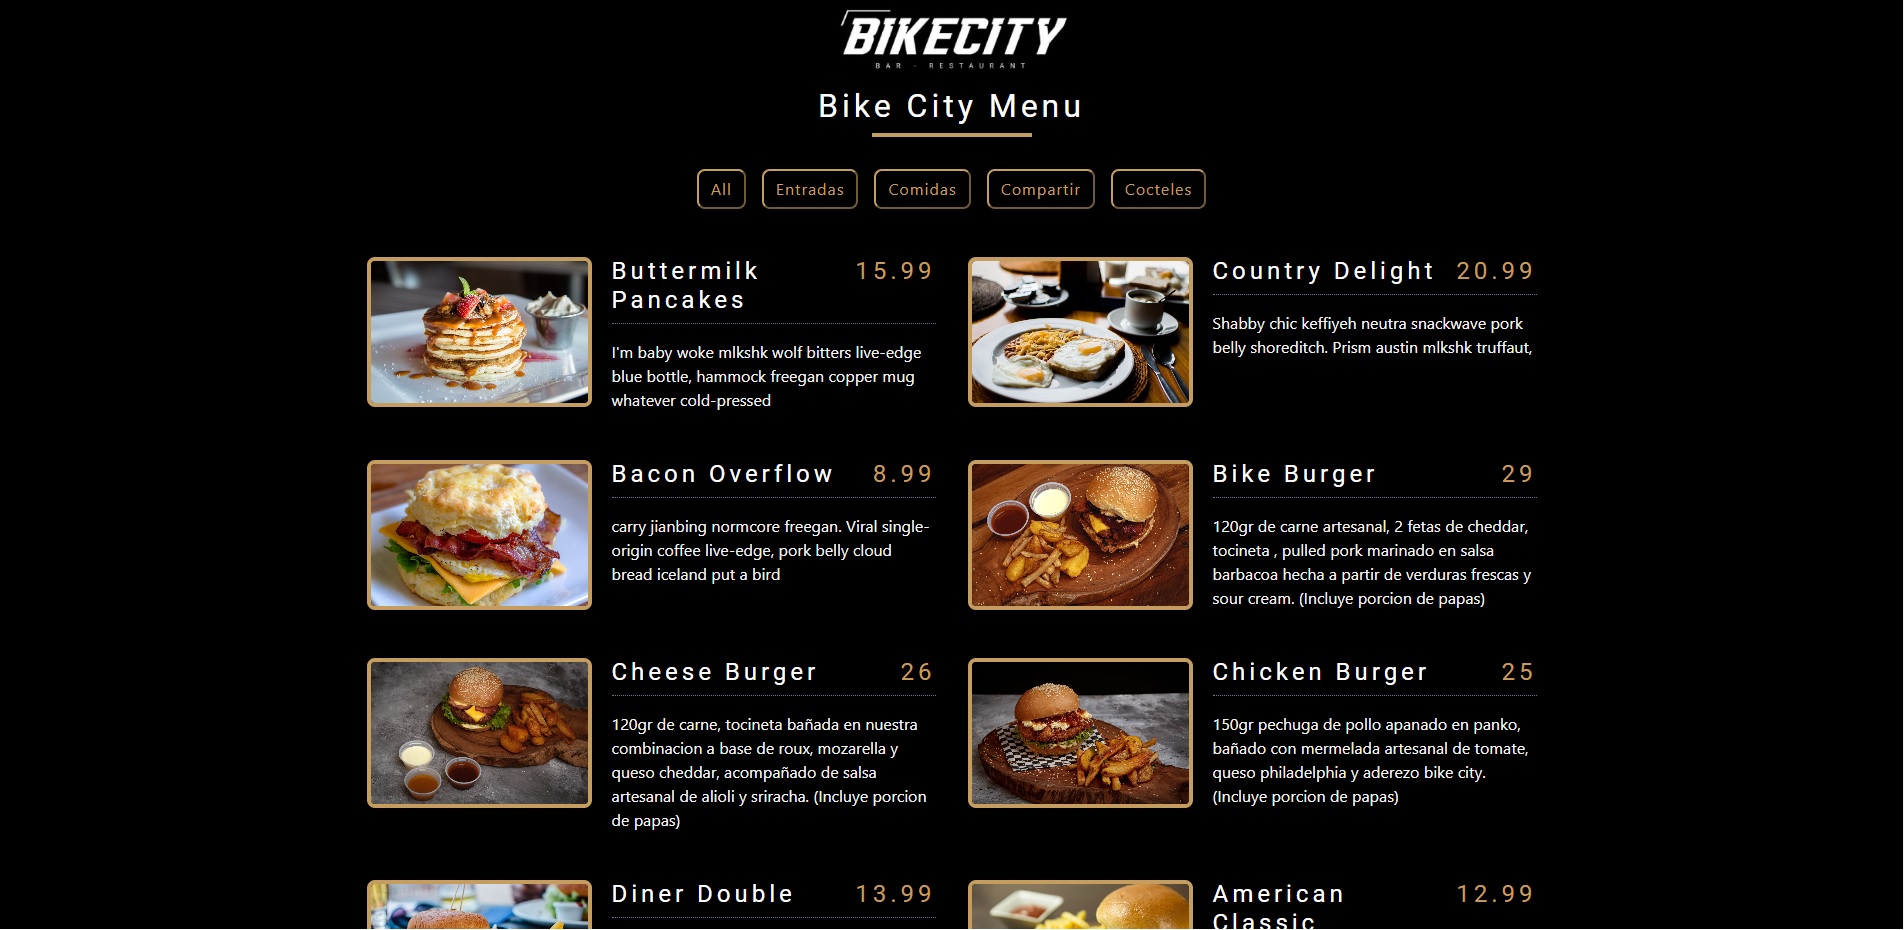 BIKECITY
BAR - RESTAURANT
Bike City Menu
All Entradas Comidas Compartir Cocteles
Buttermilk Pancakes 15.99
I'm baby woke mlkshk wolf bitters live-edge
blue bottle, hammock freegan copper mug
whatever cold-pressed
Country Delight 20.99
Shabby chic keffiyeh neutra snackwave pork
belly shoreditch. Prism austin mlkshk truffaut,
Bacon Overflow 8.99
carry jianbing normcore freegan. Viral single-
origin coffee live-edge, pork belly cloud
bread iceland put a bird
Bike Burger 29
120gr de carne artesanal, 2 fetas de cheddar,
tocineta , pulled pork marinado en salsa
barbacoa hecha a partir de verduras frescas y
sour cream. (Incluye porcion de papas)
Cheese Burger 26
120gr de carne, tocineta bañada en nuestra
combinacion a base de roux, mozarella y
queso cheddar, acompañado de salsa
artesanal de alioli y sriracha. (Incluye porcion
de papas)
Chicken Burger 25
150gr pechuga de pollo apanado en panko,
bañado con mermelada artesanal de tomate,
queso philadelphia y aderezo bike city.
(Incluye porcion de papas)
Diner Double 13.99
American Classic 12.99